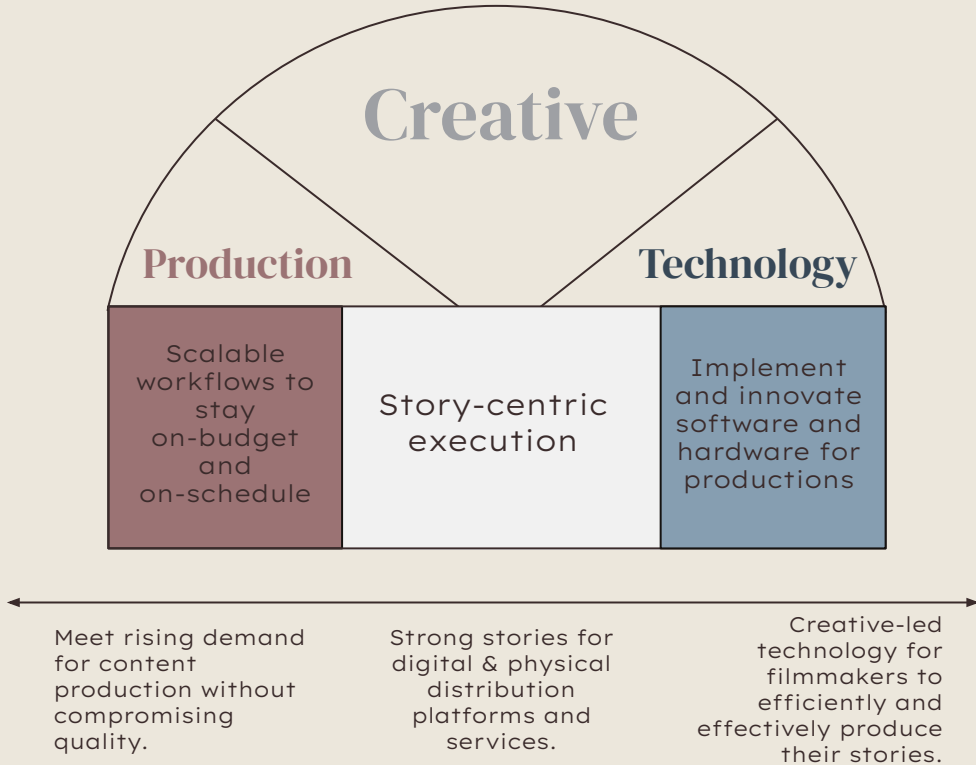 Creative
Production
Technology
Scalable
workflows to
stay
on-budget
and
on-schedule
Story-centric
execution
Implement
and innovate
software and
hardware for
productions
Meet rising demand
for content
production without
compromising
quality.
Strong stories for
digital & physical
distribution
platforms and
services.
Creative-led
technology for
filmmakers to
efficiently and
effectively produce
their stories.